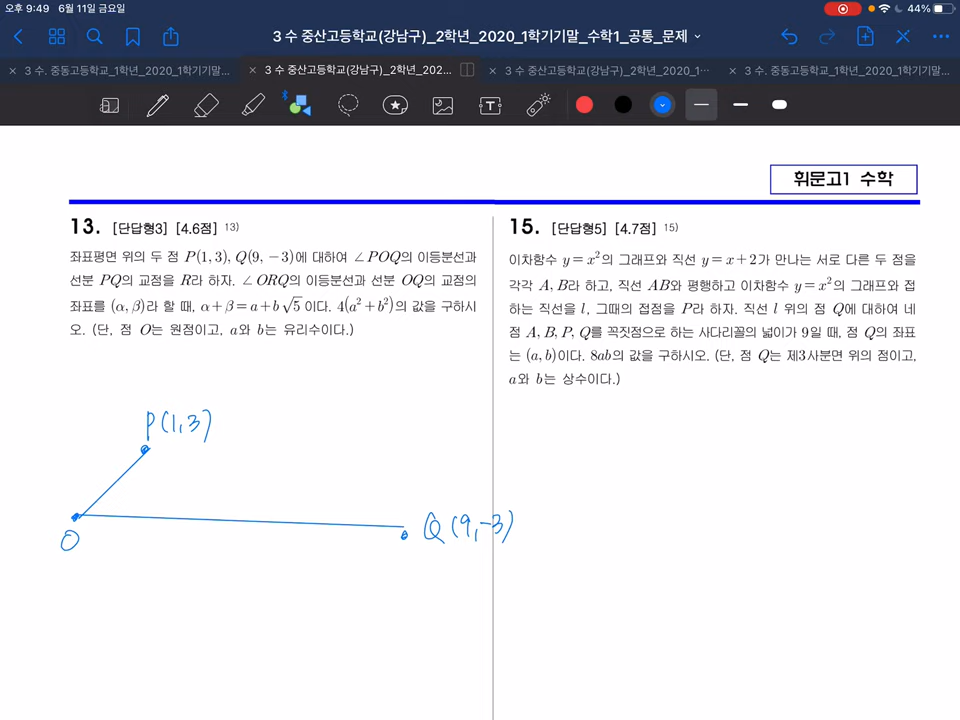 오후 9:49 6월 11일 금요일
44%
3 수 중산고등학교(강남구)_2학년_2020_1학기기말_수학1_공통_문제
3 수. 중동고등학교_1학년_2020_1학기기말...
3 수 중산고등학교(강남구)_2학년_202...
3 수 중산고등학교(강남구)_2학년_2020_1...
3 수. 중동고등학교_1학년_2020_1학기기말...
T
휘문고1 수학
13. [단답형3] [4.6점] 13)
좌표평면 위의 두 점 P(1, 3), Q(9, −3)에 대하여 ∠POQ의 이등분선과
선분 PQ의 교점을 R라 하자. ∠ORQ의 이등분선과 선분 OQ의 교점의
좌표를 (α, β)라 할 때, α+β=a+b√5이다. 4(a²+b²)의 값을 구하시
오. (단, 점 O는 원점이고, a와 b는 유리수이다.)
P(1,3)
O
Q(9,-3)
15. [단답형5] [4.7점] 15)
이차함수 y=x²의 그래프와 직선 y=x+2가 만나는 서로 다른 두 점을
각각 A, B라 하고, 직선 AB와 평행하고 이차함수 y=x²의 그래프와 접
하는 직선을 l, 그때의 접점을 P라 하자. 직선 l 위의 점 Q에 대하여 네
점 A, B, P, Q를 꼭짓점으로 하는 사다리꼴의 넓이가 9일 때, 점 Q의 좌표
는 (a, b)이다. 8ab의 값을 구하시오. (단, 점 Q는 제3사분면 위의 점이고,
a와 b는 상수이다.)